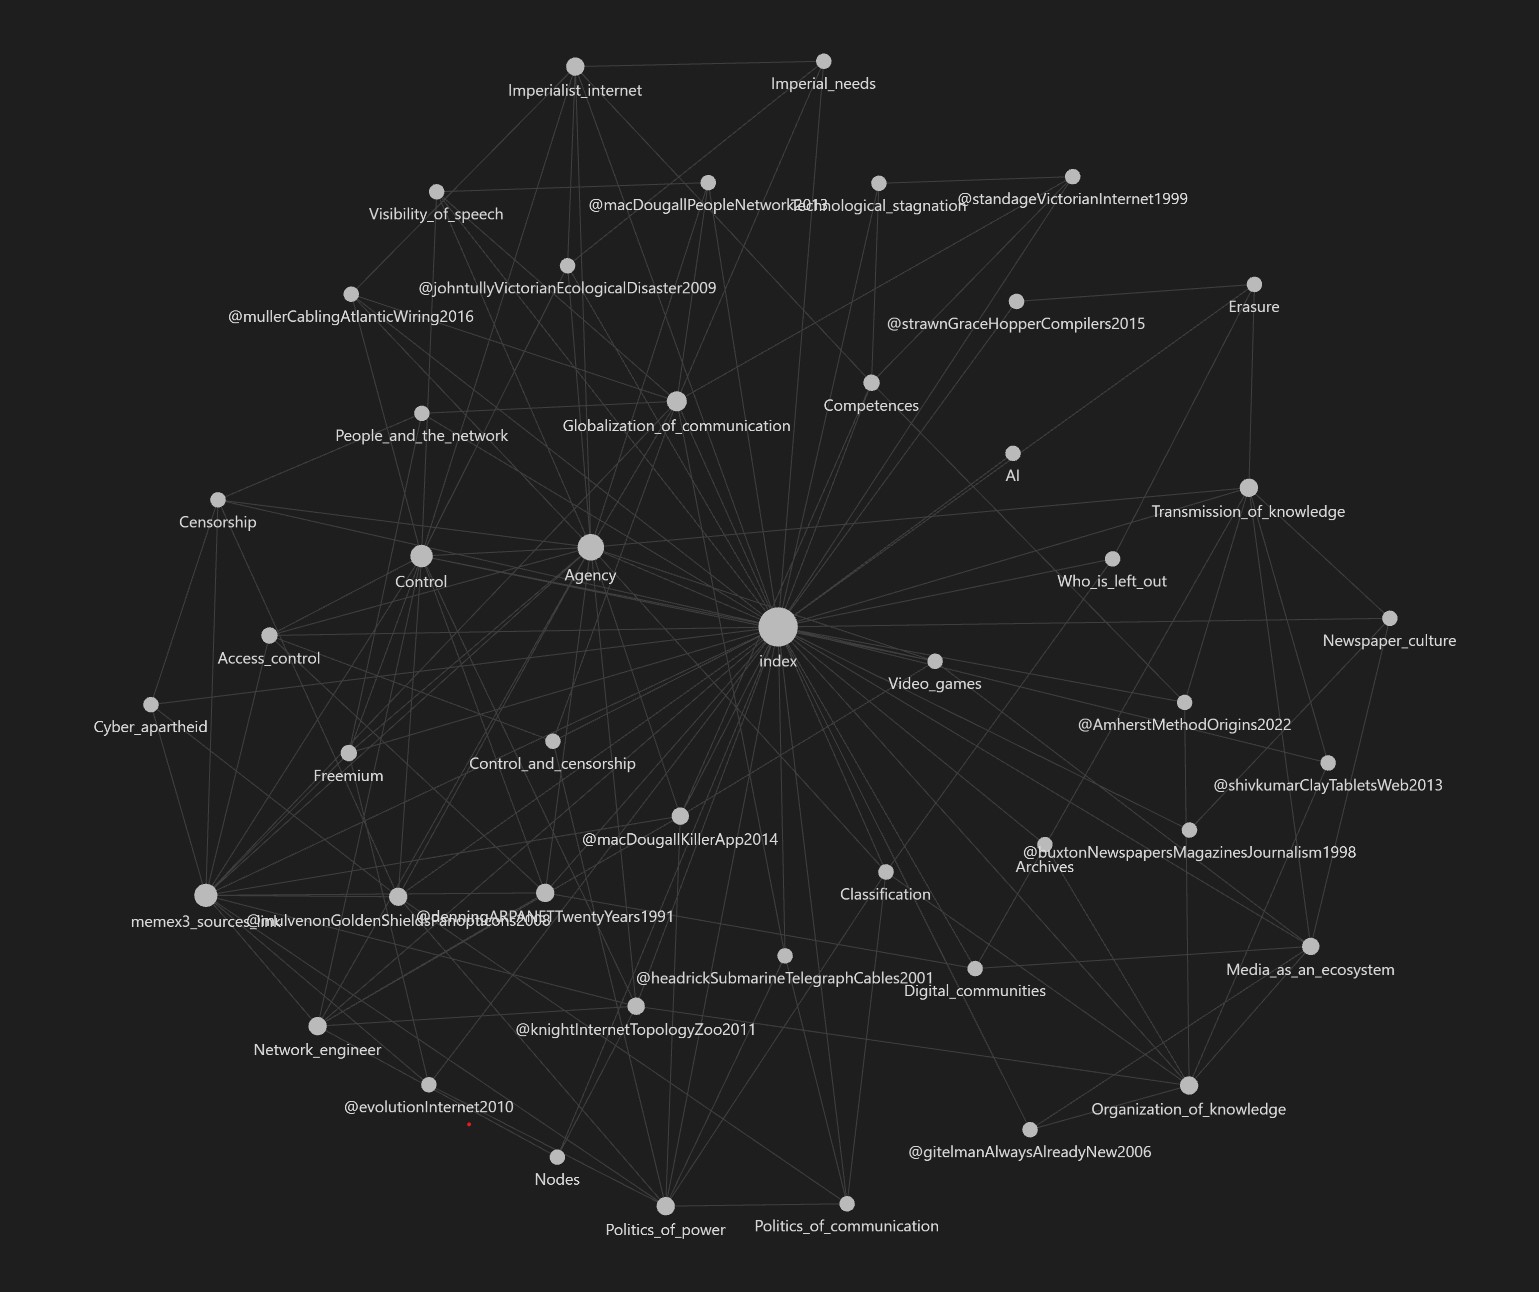 Imperialist_internet
Imperial_needs
Visibility_of_speech
@macDougallPeopleNetwork2013
Technological_stagnation
@standageVictorianInternet1999
@johntullyVictorianEcologicalDisaster2009
@mullerCablingAtlanticWiring2016
Erasure
@strawnGraceHopperCompilers2015
Competences
Globalization_of_communication
People_and_the_network
AI
Transmission_of_knowledge
Censorship
Agency
Control
Who_is_left_out
Newspaper_culture
Access_control
index
Video_games
Cyber_apartheid
@AmherstMethodOrigins2022
Control_and_censorship
Freemium
@shivkumarClayTabletsWeb2013
@macDougallKillerApp2014
@buxtonNewspapersMagazinesJournalism1998
Archives
Classification
memex3_sources_link
@mulvenonGoldenShieldsPanopticons2008
@denningARPANETTwentyYears1991
@headrickSubmarineTelegraphCables2001
Digital_communities
Media_as_an_ecosystem
@knightInternetTopologyZoo2011
Network_engineer
@evolutionInternet2010
Organization_of_knowledge
@gitelmanAlwaysAlreadyNew2006
Nodes
Politics_of_power
Politics_of_communication